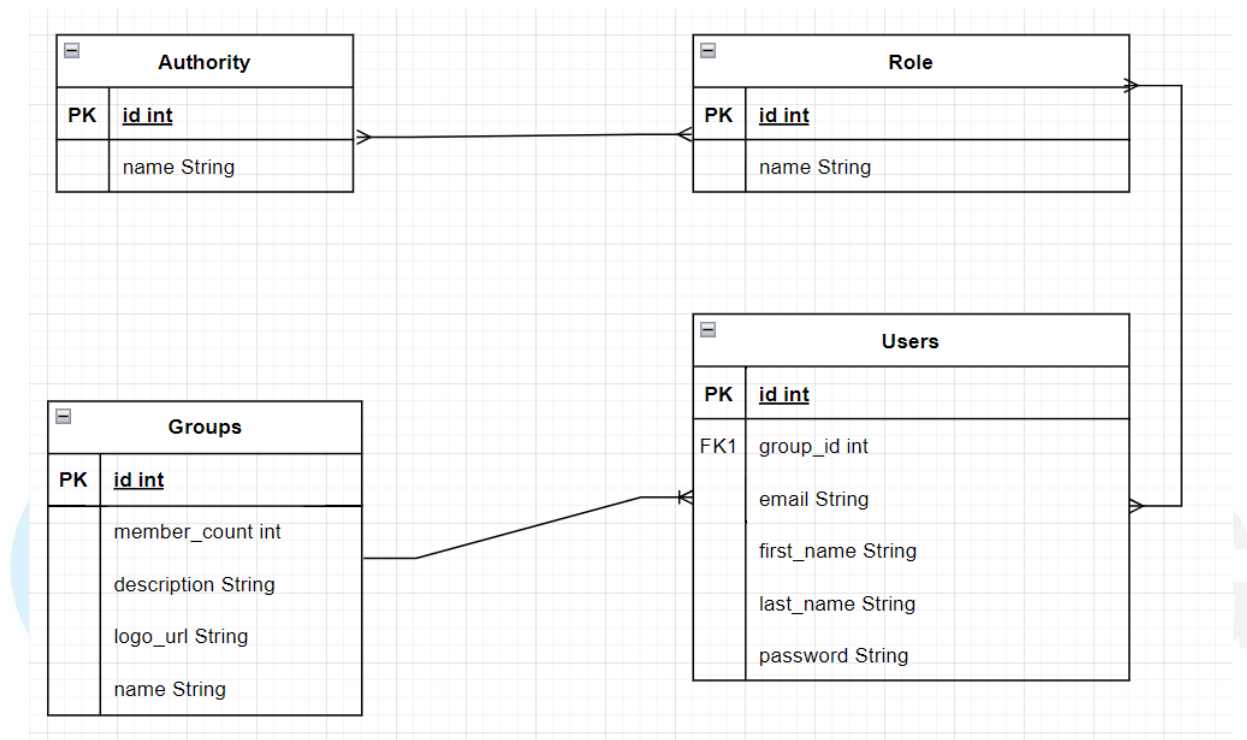 Authority
PK id int
name String
Role
PK id int
name String
Users
PK id int
FK1 group_id int
email String
first_name String
last_name String
password String
Groups
PK id int
member_count int
description String
logo_url String
name String